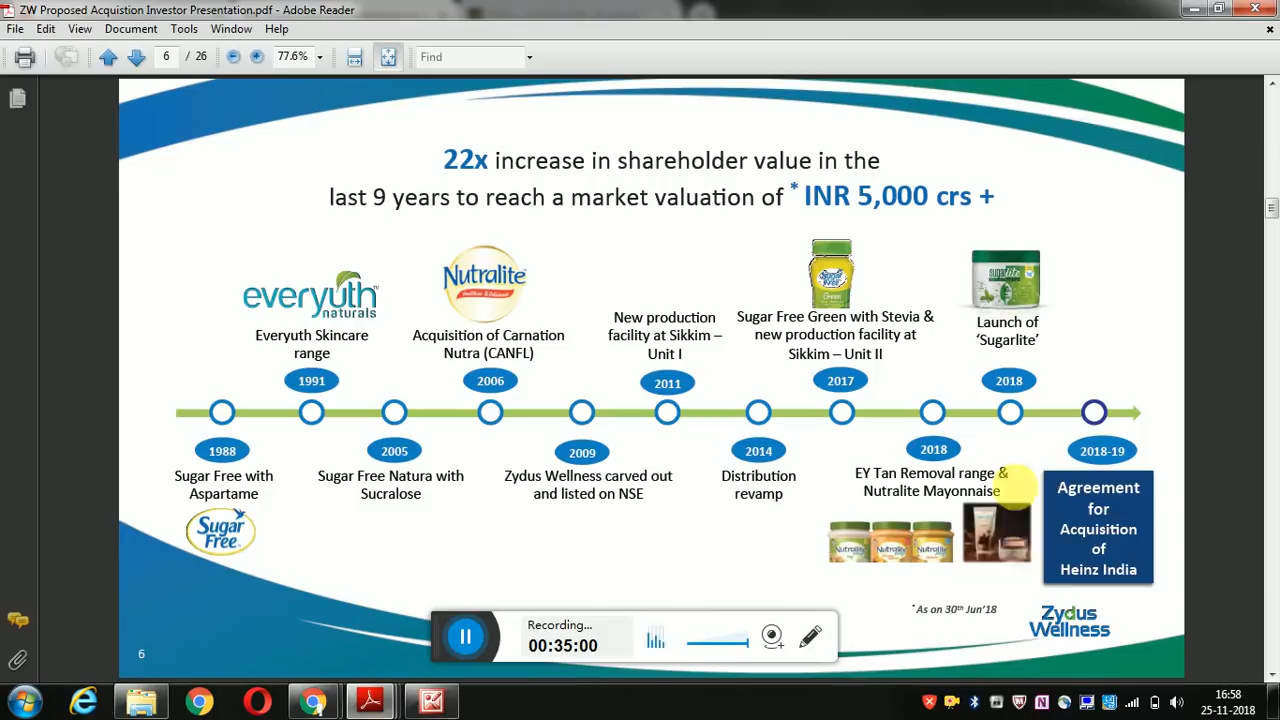 ZW Proposed Acquistion Investor Presentation.pdf - Adobe Reader
File Edit View Document Tools Window Help
6 / 26 77.6% Find
22x increase in shareholder value in the
last 9 years to reach a market valuation of * INR 5,000 crs +
everyuth
naturals
Everyuth Skincare
range
1991
Nutralite
Acquisition of Carnation
Nutra (CANFL)
2006
New production
facility at Sikkim –
Unit I
2011
Sugar Free
Green
Sugar Free Green with Stevia &
new production facility at
Sikkim – Unit II
2017
sugarlite
Launch of
‘Sugarlite’
2018
1988
Sugar Free with
Aspartame
Sugar
Free
2005
Sugar Free Natura with
Sucralose
2009
Zydus Wellness carved out
and listed on NSE
2014
Distribution
revamp
2018
EY Tan Removal range &
Nutralite Mayonnaise
Nutralite Nutralite Nutralite
2018-19
Agreement
for
Acquisition
of
Heinz India
* As on 30th Jun'18
Zydus
Wellness
Recording...
00:35:00
6
16:58
25-11-2018